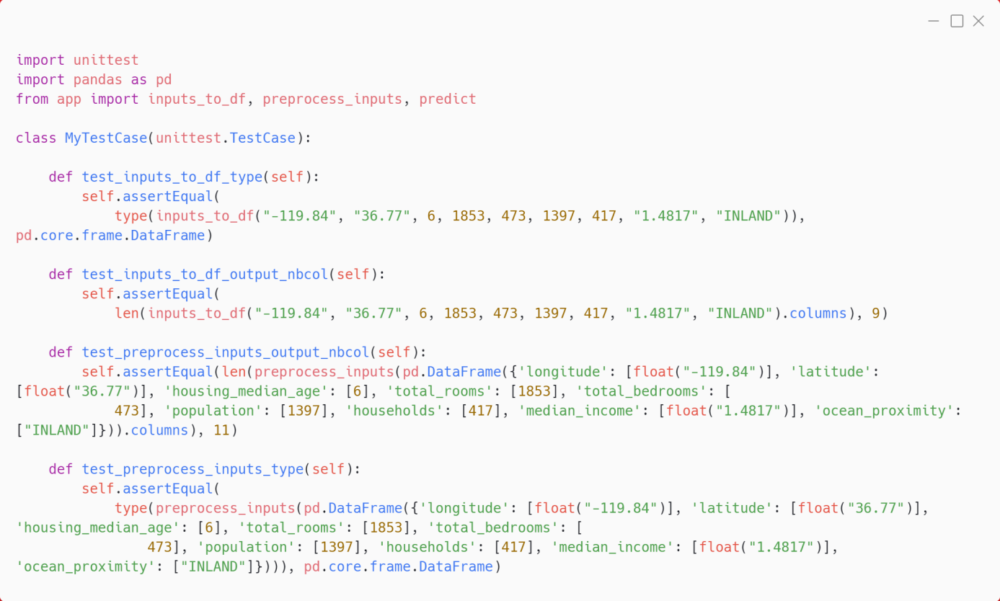 import unittest
import pandas as pd
from app import inputs_to_df, preprocess_inputs, predict

class MyTestCase(unittest.TestCase):

    def test_inputs_to_df_type(self):
        self.assertEqual(
            type(inputs_to_df("-119.84", "36.77", 6, 1853, 473, 1397, 417, "1.4817", "INLAND")),
pd.core.frame.DataFrame)

    def test_inputs_to_df_output_nbcol(self):
        self.assertEqual(
            len(inputs_to_df("-119.84", "36.77", 6, 1853, 473, 1397, 417, "1.4817", "INLAND").columns), 9)

    def test_preprocess_inputs_output_nbcol(self):
        self.assertEqual(len(preprocess_inputs(pd.DataFrame({'longitude': [float("-119.84")], 'latitude':
[float("36.77")], 'housing_median_age': [6], 'total_rooms': [1853], 'total_bedrooms': [
            473], 'population': [1397], 'households': [417], 'median_income': [float("1.4817")], 'ocean_proximity':
["INLAND"]})).columns), 11)

    def test_preprocess_inputs_type(self):
        self.assertEqual(
            type(preprocess_inputs(pd.DataFrame({'longitude': [float("-119.84")], 'latitude': [float("36.77")],
'housing_median_age': [6], 'total_rooms': [1853], 'total_bedrooms': [
                473], 'population': [1397], 'households': [417], 'median_income': [float("1.4817")],
'ocean_proximity': ["INLAND"]}))), pd.core.frame.DataFrame)